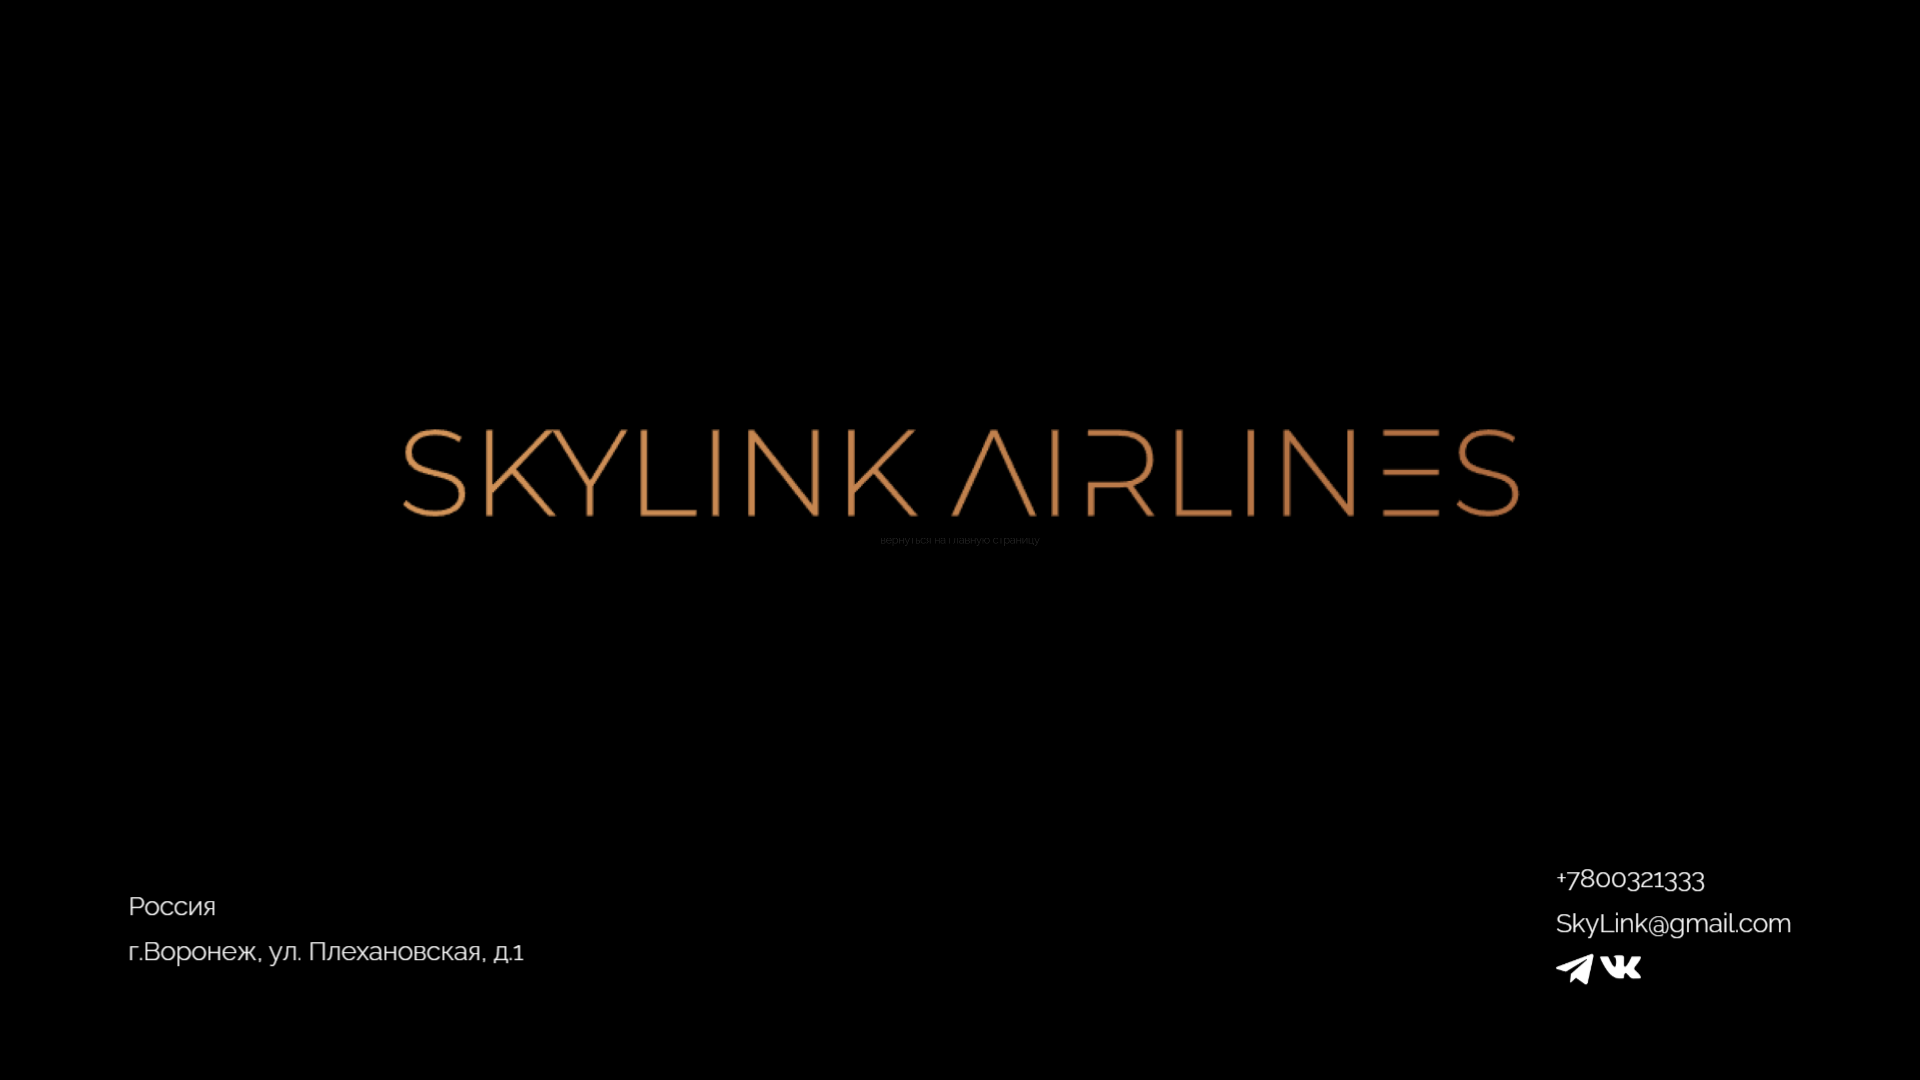 SKYLINK AIRLINES
вернуться на главную страницу
Россия
г.Воронеж, ул. Плехановская, д.1
+7800321333
SkyLink@gmail.com